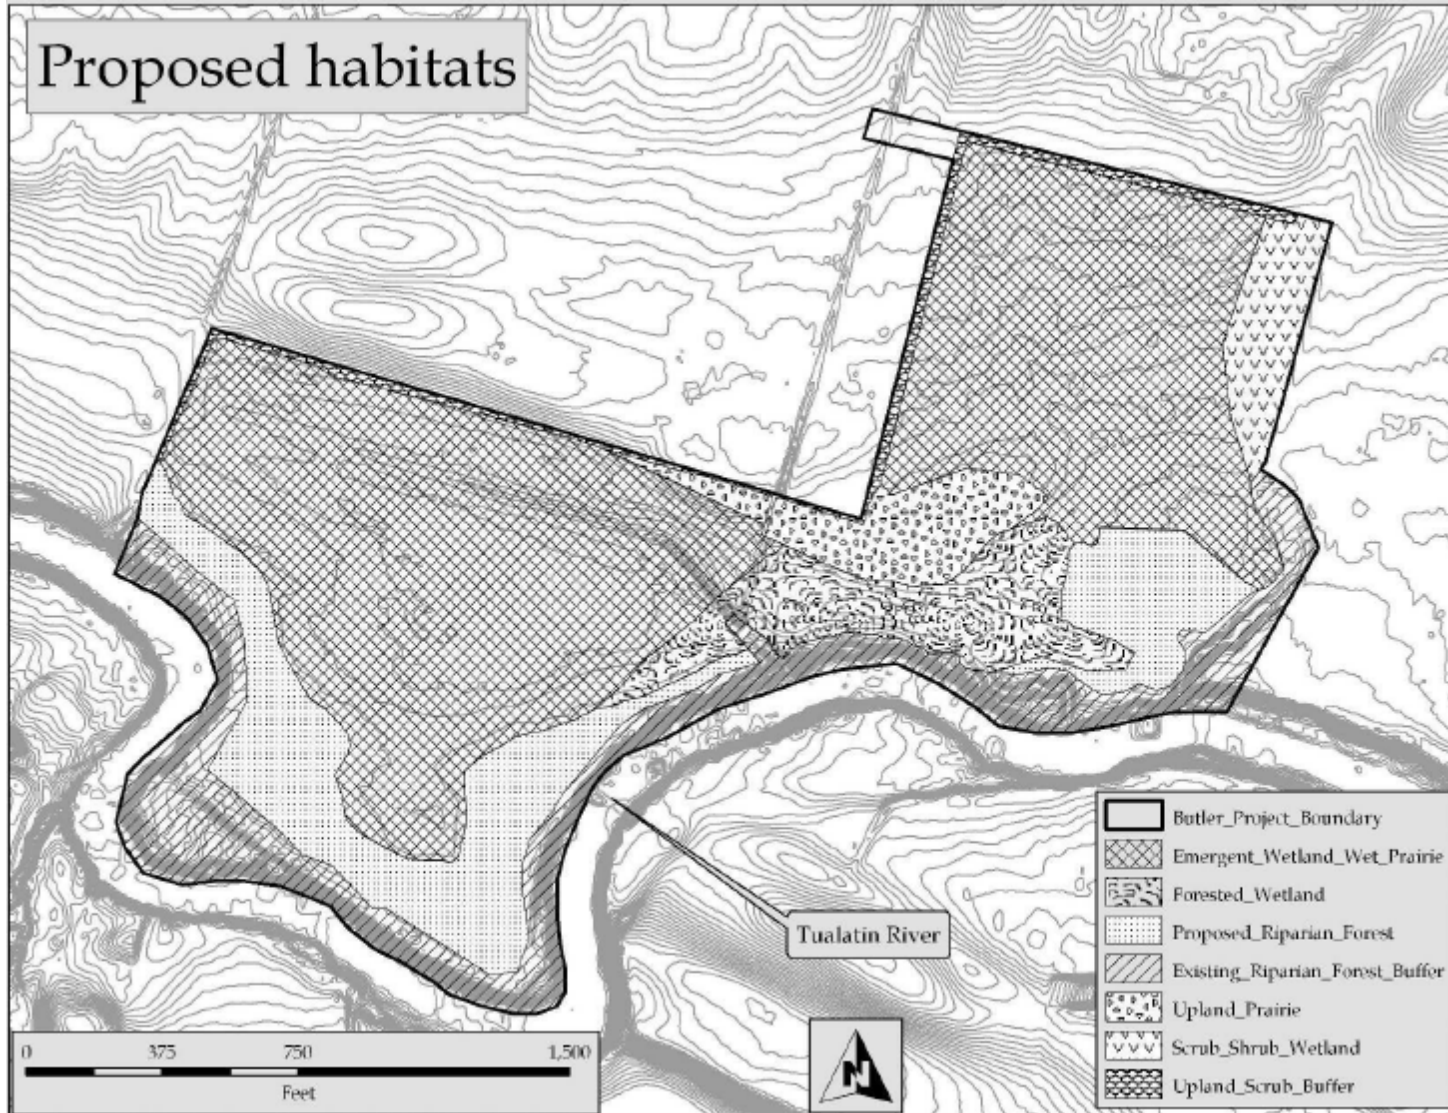 Proposed habitats
Butler_Project_Boundary
Emergent_Wetland_Wet_Prairie
Forested_Wetland
Proposed_Riparian_Forest
Existing_Riparian_Forest_Buffer
Upland_Prairie
Scrub_Shrub_Wetland
Upland_Scrub_Buffer
Tualatin River
0 375 750 1,500
Feet
N